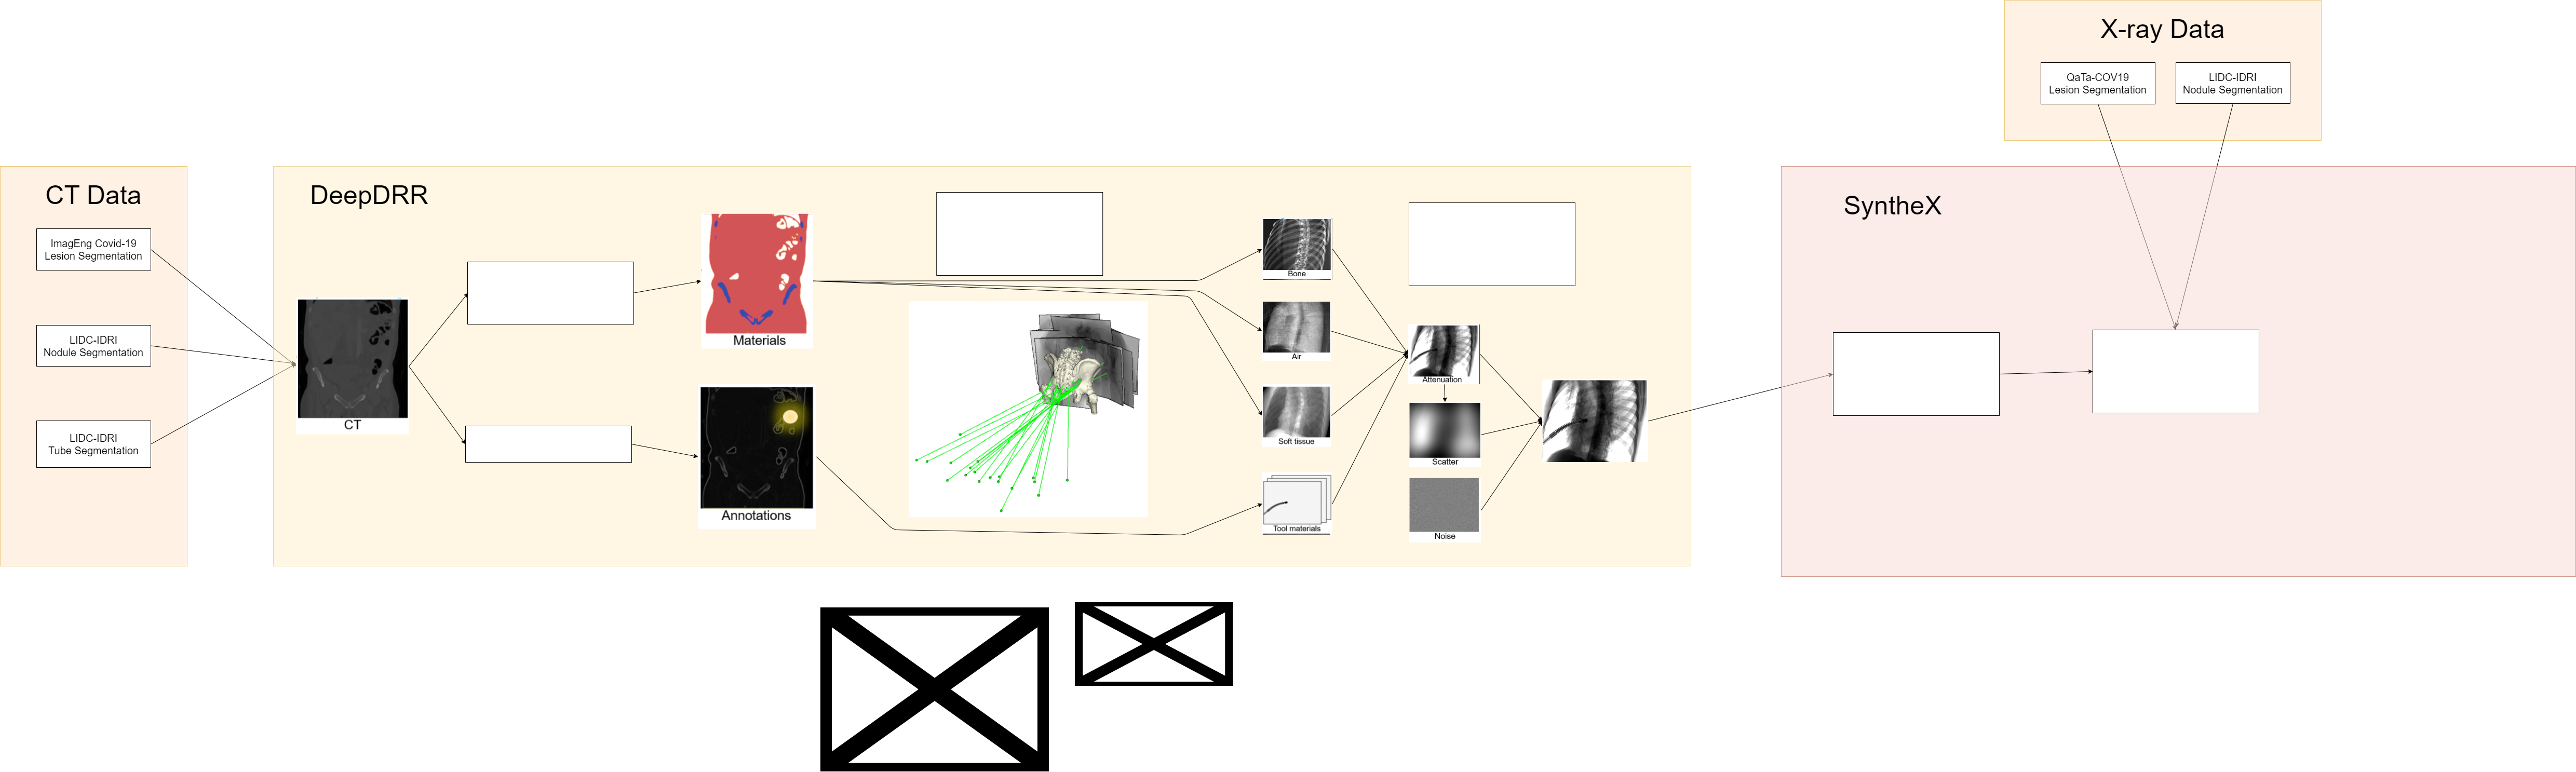 X-ray Data
QaTa-COV19
Lesion Segmentation
LIDC-IDRI
Nodule Segmentation
CT Data
ImagEng Covid-19
Lesion Segmentation
LIDC-IDRI
Nodule Segmentation
LIDC-IDRI
Tube Segmentation
DeepDRR
CT
Materials
Annotations
Bone
Air
Soft tissue
Tool materials
Attenuation
Scatter
Noise
SyntheX